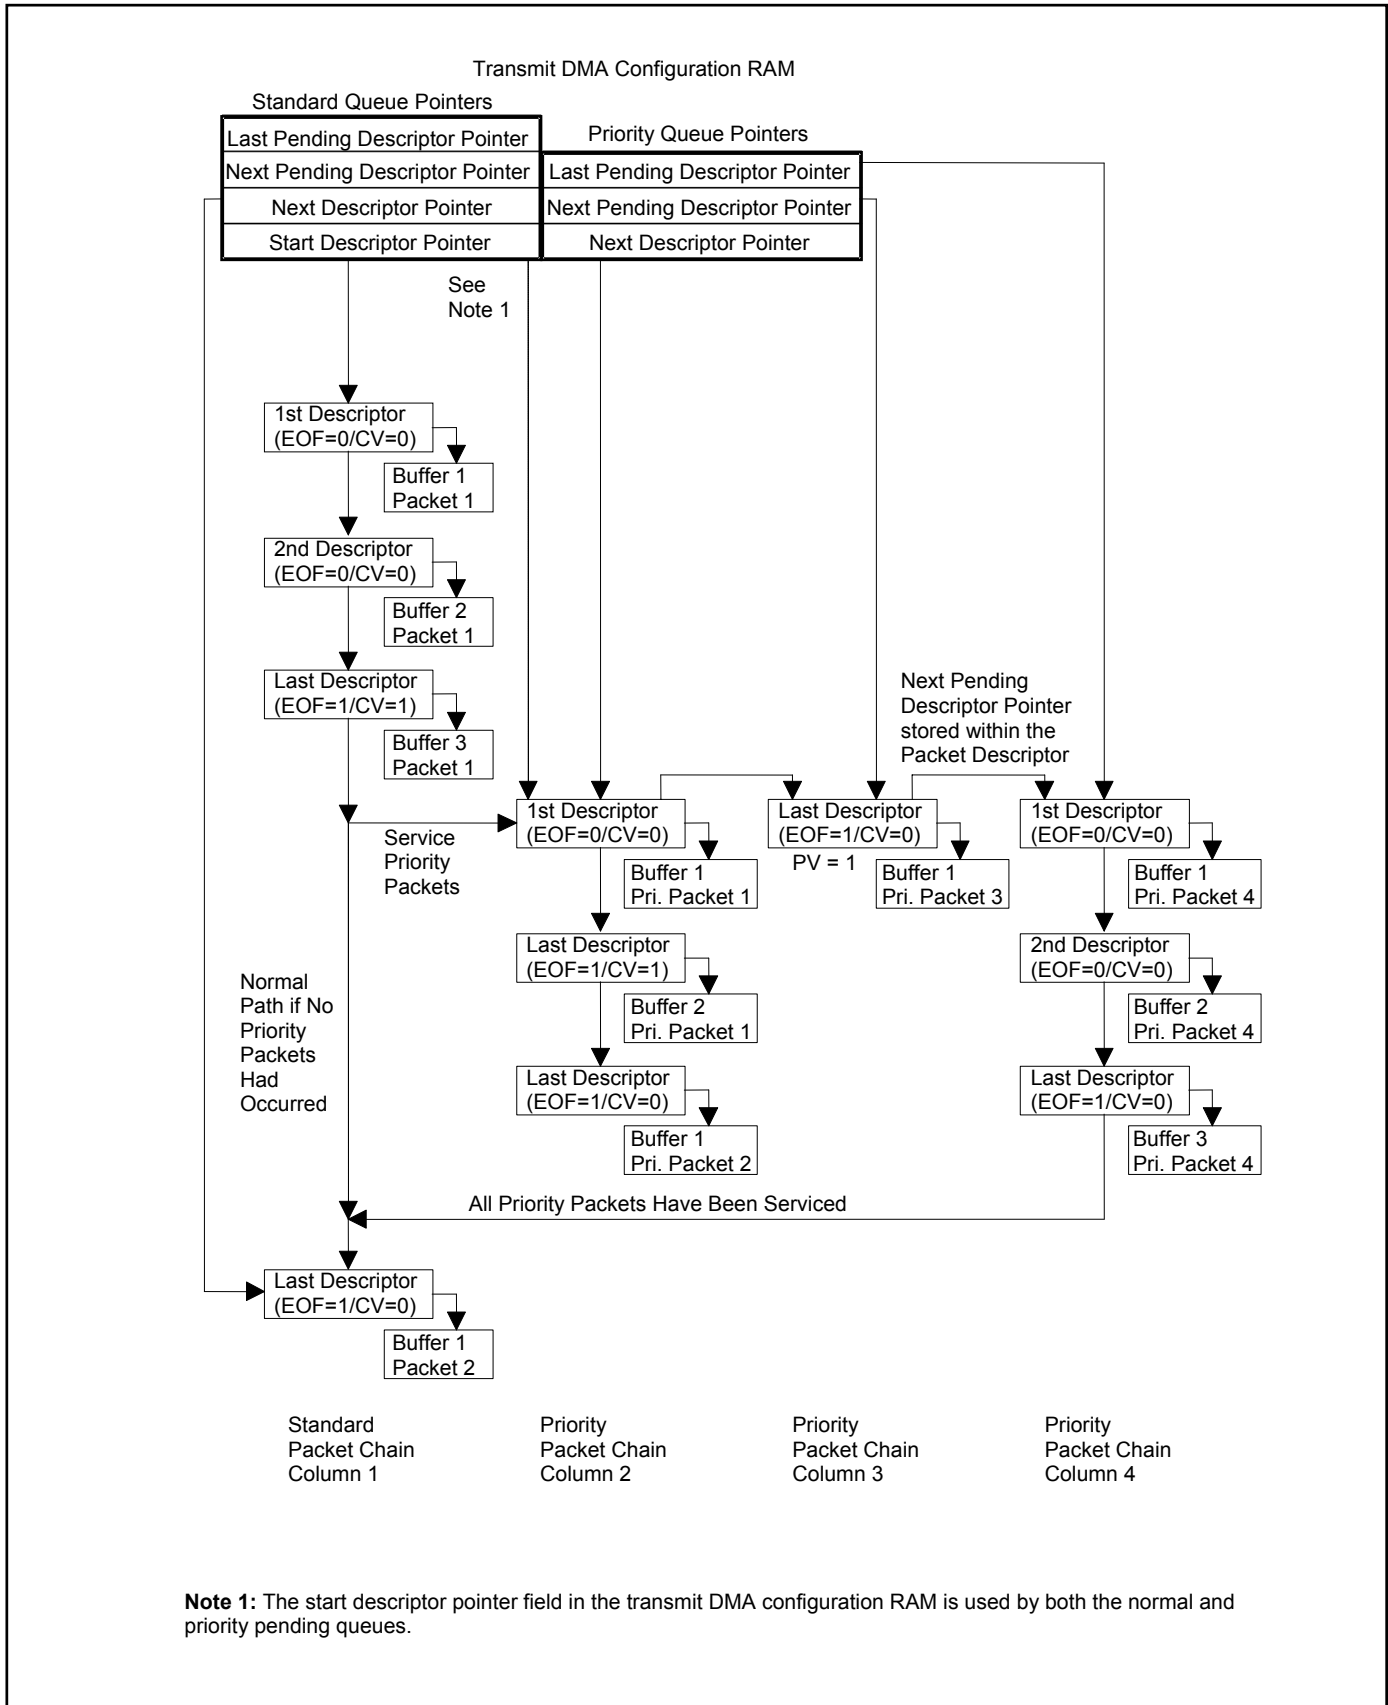 Transmit DMA Configuration RAM
Standard Queue Pointers
Priority Queue Pointers
Last Pending Descriptor Pointer
Next Pending Descriptor Pointer
Next Descriptor Pointer
Start Descriptor Pointer
Last Pending Descriptor Pointer
Next Pending Descriptor Pointer
Next Descriptor Pointer
See
Note 1
1st Descriptor
(EOF=0/CV=0)
Buffer 1
Packet 1
2nd Descriptor
(EOF=0/CV=0)
Buffer 2
Packet 1
Last Descriptor
(EOF=1/CV=1)
Buffer 3
Packet 1
Service
Priority
Packets
Normal
Path if No
Priority
Packets
Had
Occurred
1st Descriptor
(EOF=0/CV=0)
Buffer 1
Pri. Packet 1
Last Descriptor
(EOF=1/CV=1)
Buffer 2
Pri. Packet 1
Last Descriptor
(EOF=1/CV=0)
Buffer 1
Pri. Packet 2
Last Descriptor
(EOF=1/CV=0)
PV = 1
Buffer 1
Pri. Packet 3
Next Pending
Descriptor Pointer
stored within the
Packet Descriptor
1st Descriptor
(EOF=0/CV=0)
Buffer 1
Pri. Packet 4
2nd Descriptor
(EOF=0/CV=0)
Buffer 2
Pri. Packet 4
Last Descriptor
(EOF=1/CV=0)
Buffer 3
Pri. Packet 4
All Priority Packets Have Been Serviced
Last Descriptor
(EOF=1/CV=0)
Buffer 1
Packet 2
Standard
Packet Chain
Column 1
Priority
Packet Chain
Column 2
Priority
Packet Chain
Column 3
Priority
Packet Chain
Column 4
Note 1: The start descriptor pointer field in the transmit DMA configuration RAM is used by both the normal and
priority pending queues.